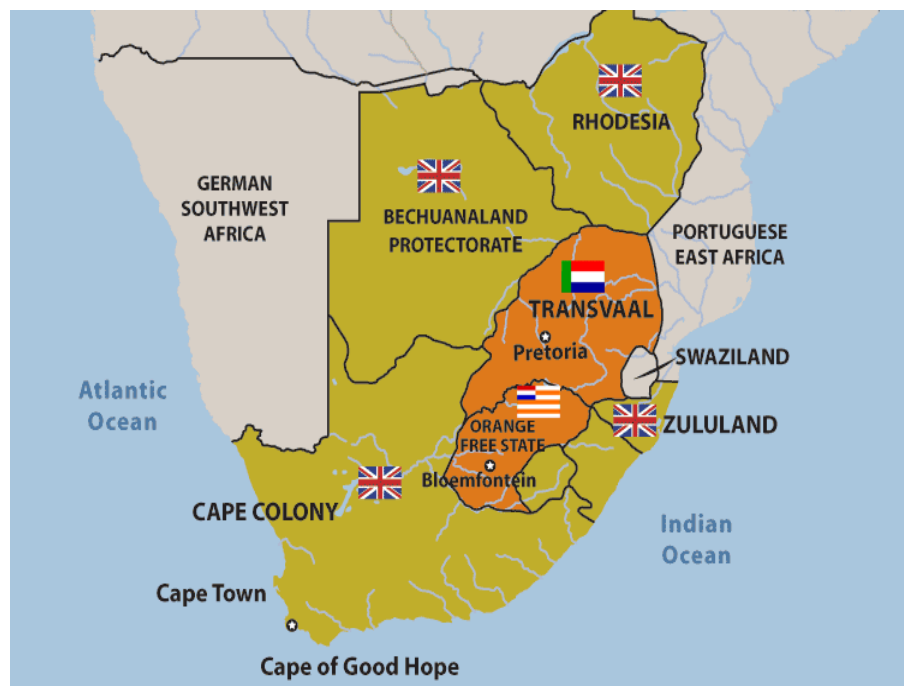 RHODESIA
GERMAN
SOUTHWEST
AFRICA
BECHUANALAND
PROTECTORATE
PORTUGUESE
EAST AFRICA
TRANSVAAL
Pretoria
SWAZILAND
Atlantic
Ocean
ORANGE
FREE STATE
ZULULAND
Bloemfontein
CAPE COLONY
Indian
Ocean
Cape Town
Cape of Good Hope